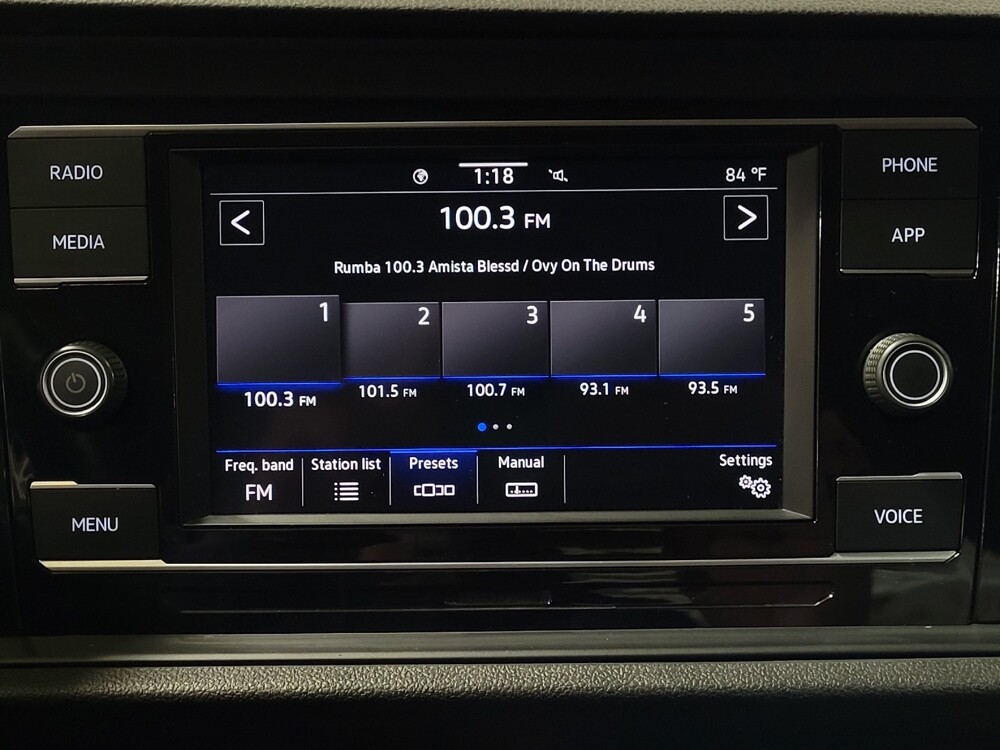 RADIO
MEDIA
MENU
PHONE
APP
VOICE
1:18
84 °F
<
100.3 FM
>
Rumba 100.3 Amista Blessd / Ovy On The Drums
1 2 3 4 5
100.3 FM 101.5 FM 100.7 FM 93.1 FM 93.5 FM
Freq. band Station list Presets Manual Settings
FM